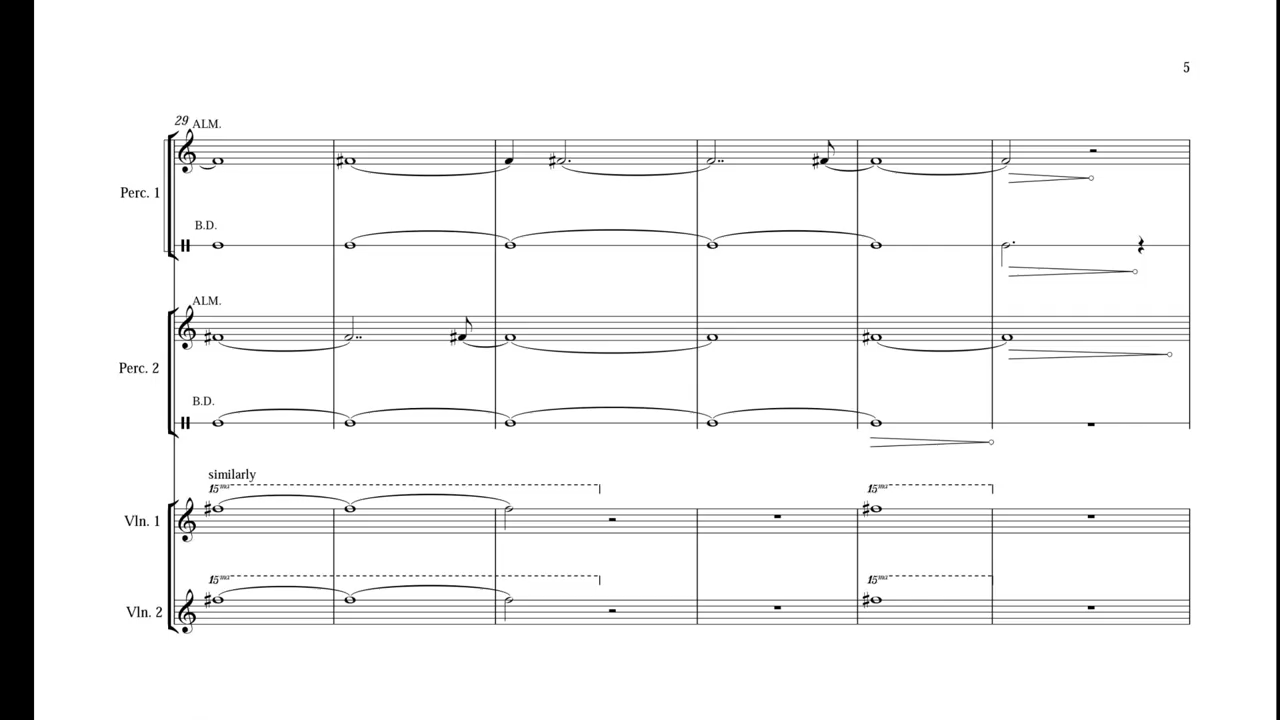 5
29 ALM.
Perc. 1
B.D.
ALM.
Perc. 2
B.D.
similarly
15ma 15ma
Vln. 1
15ma 15ma
Vln. 2